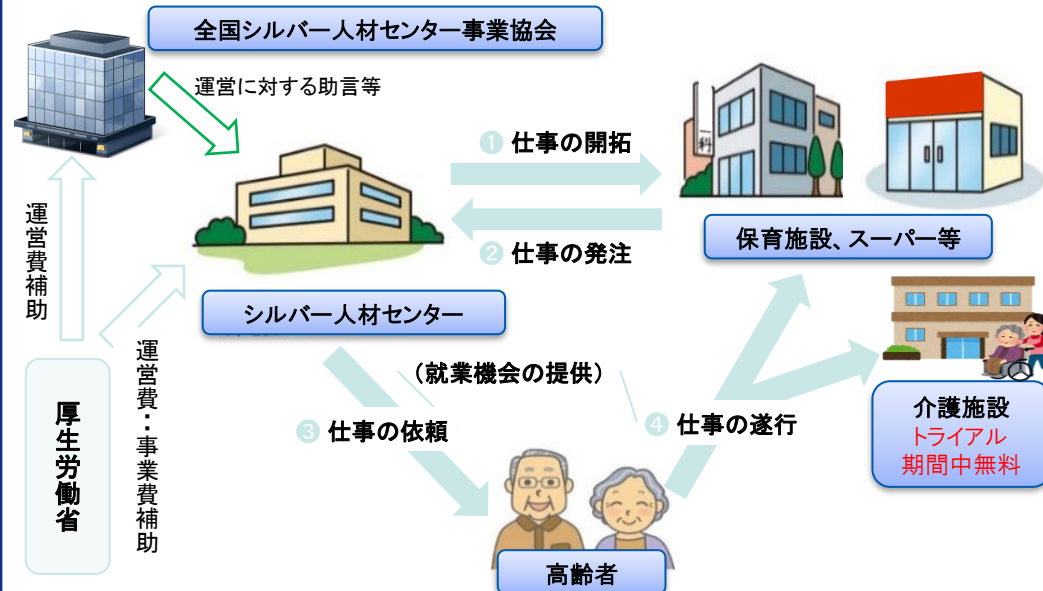 全国シルバー人材センター事業協会
運営に対する助言等
❶ 仕事の開拓
科
運営費補助
❷ 仕事の発注
保育施設、スーパー等
シルバー人材センター
運営費・事業費補助
(就業機会の提供)
厚生労働省
❸ 仕事の依頼
❹ 仕事の遂行
介護施設
トライアル
期間中無料
高齢者